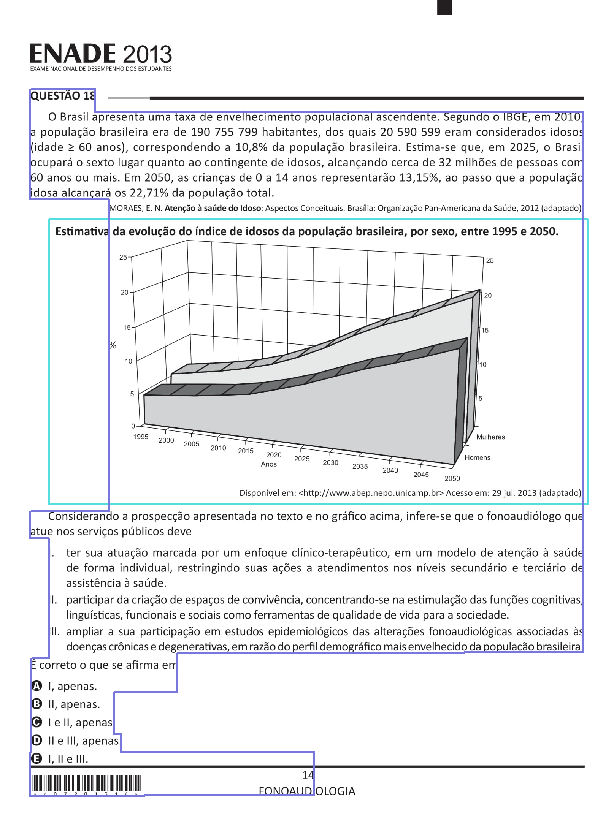 ENADE 2013
EXAME NACIONAL DE DESEMPENHO DOS ESTUDANTES
QUESTÃO 18
O Brasil apresenta uma taxa de envelhecimento populacional ascendente. Segundo o IBGE, em 2010,
a população brasileira era de 190 755 799 habitantes, dos quais 20 590 599 eram considerados idosos
(idade ≥ 60 anos), correspondendo a 10,8% da população brasileira. Estima-se que, em 2025, o Brasil
ocupará o sexto lugar quanto ao contingente de idosos, alcançando cerca de 32 milhões de pessoas com
60 anos ou mais. Em 2050, as crianças de 0 a 14 anos representarão 13,15%, ao passo que a população
idosa alcançará os 22,71% da população total.
MORAES, E. N. Atenção à saúde do Idoso: Aspectos Conceituais. Brasília: Organização Pan-Americana da Saúde, 2012 (adaptado).
Estimativa da evolução do índice de idosos da população brasileira, por sexo, entre 1995 e 2050.
25
20
15
%
10
5
0
20
20
15
10
5
1995 2000 2005 2010 2015 2020 2025 2030 2035 2040 2045 2050
Anos
Mulheres
Homens
Disponível em: <http://www.abep.nepo.unicamp.br> Acesso em: 29 jul. 2013 (adaptado).
Considerando a prospecção apresentada no texto e no gráfico acima, infere-se que o fonoaudiólogo que
atue nos serviços públicos deve
I. ter sua atuação marcada por um enfoque clínico-terapêutico, em um modelo de atenção à saúde
de forma individual, restringindo suas ações a atendimentos nos níveis secundário e terciário de
assistência à saúde.
II. participar da criação de espaços de convivência, concentrando-se na estimulação das funções cognitivas,
linguísticas, funcionais e sociais como ferramentas de qualidade de vida para a sociedade.
III. ampliar a sua participação em estudos epidemiológicos das alterações fonoaudiológicas associadas às
doenças crônicas e degenerativas, em razão do perfil demográfico mais envelhecido da população brasileira.
É correto o que se afirma em
A I, apenas.
B II, apenas.
C I e II, apenas.
D II e III, apenas.
E I, II e III.
14
FONOAUDIOLOGIA